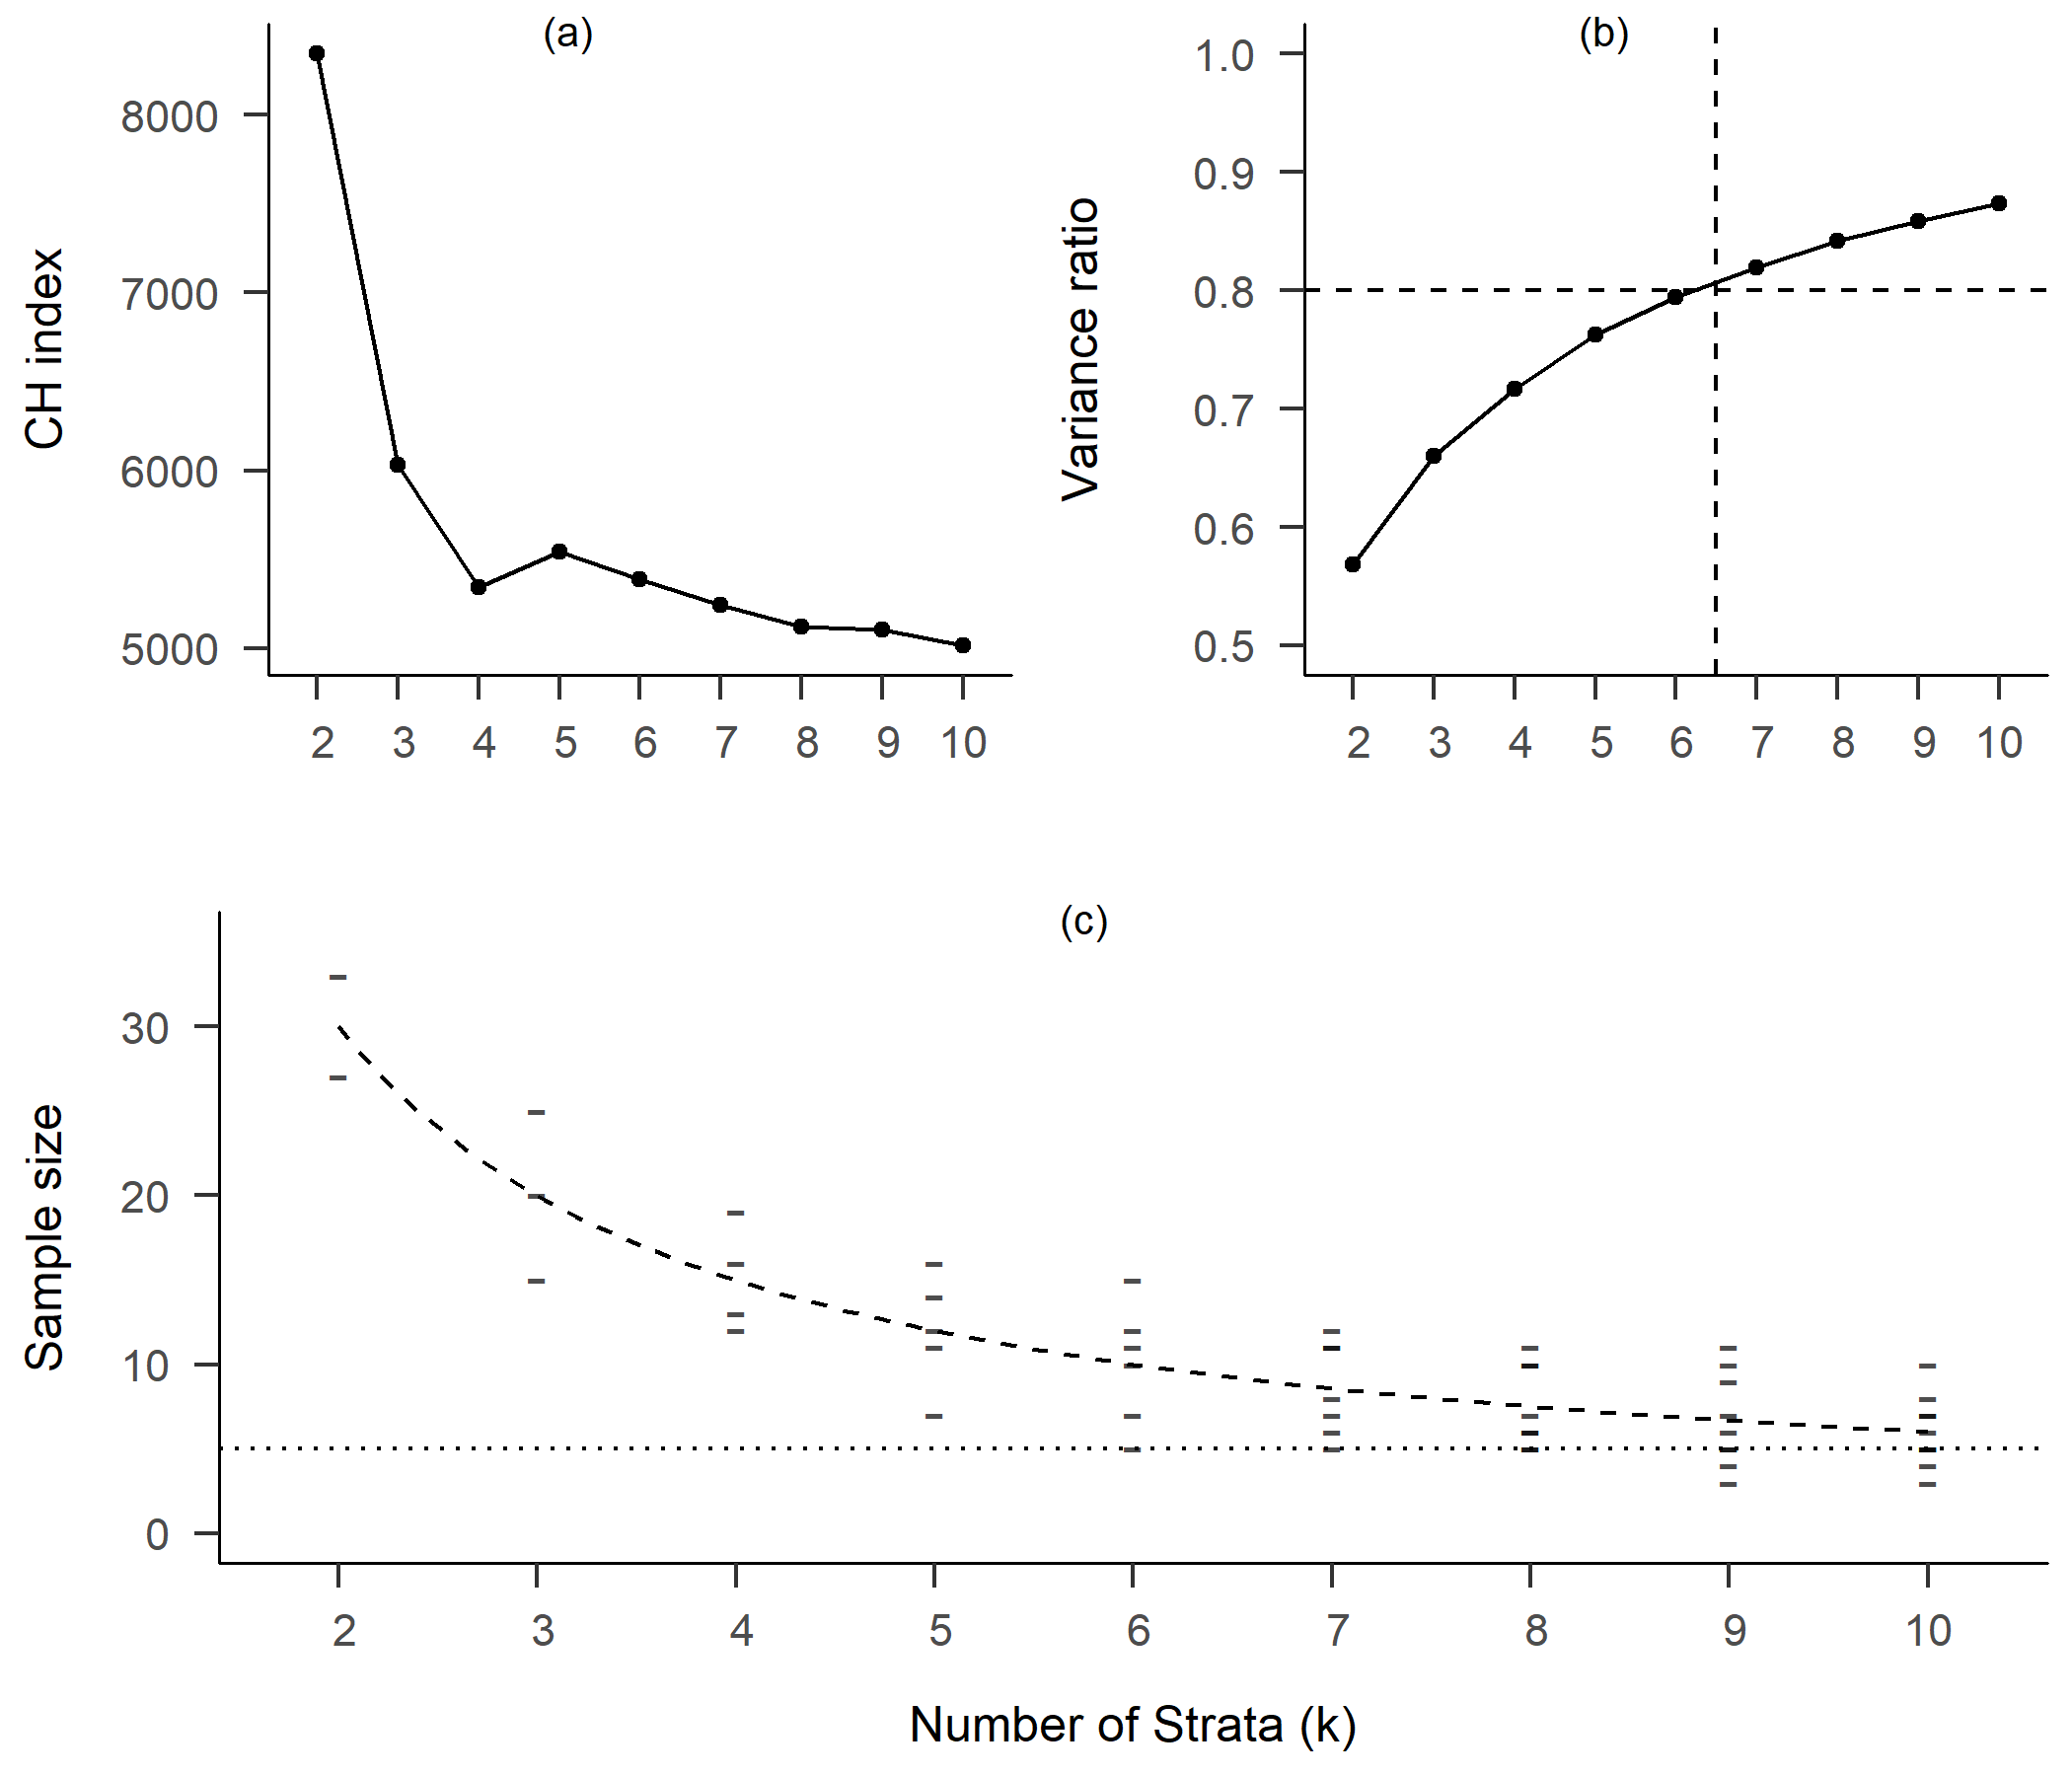 (a)
CH index
8000
7000
6000
5000
2 3 4 5 6 7 8 9 10
(b)
Variance ratio
1.0
0.9
0.8
0.7
0.6
0.5
2 3 4 5 6 7 8 9 10
(c)
Sample size
30
20
10
0
2 3 4 5 6 7 8 9 10
Number of Strata (k)